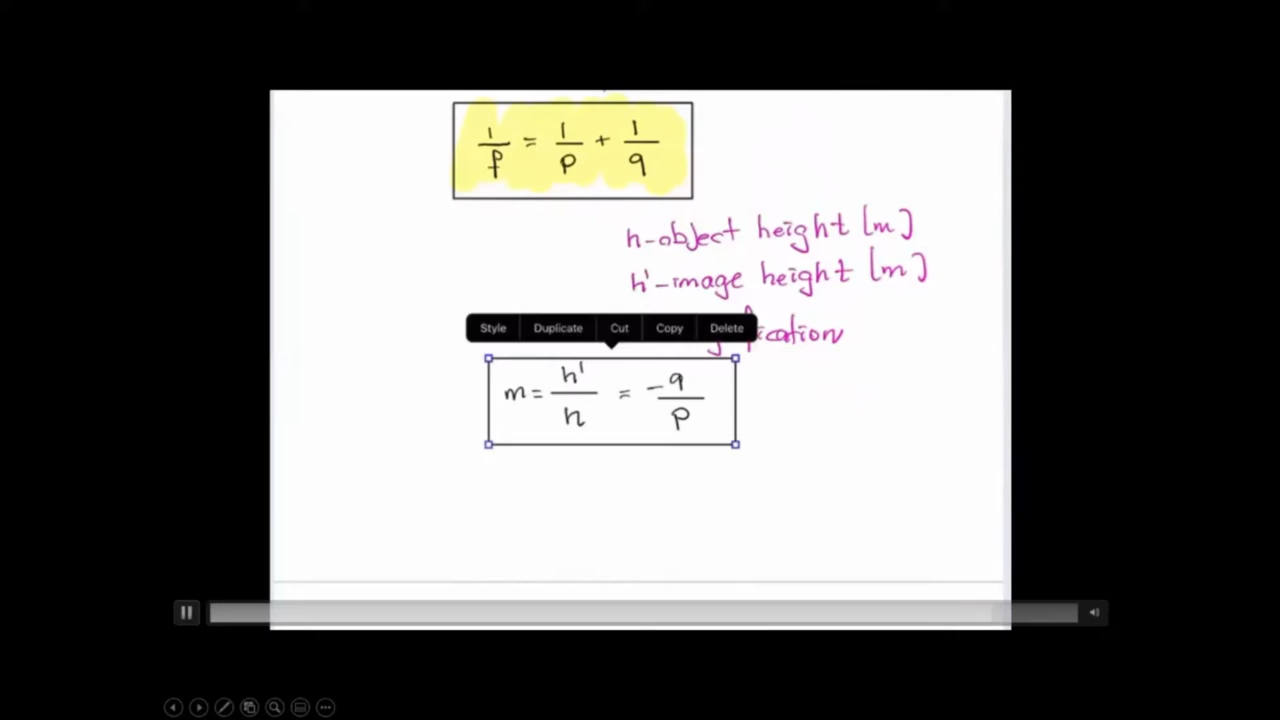 1/f = 1/p + 1/q
h-object height [m]
h'-image height [m]
Style Duplicate Cut Copy Delete
m = h'/h = -q/p